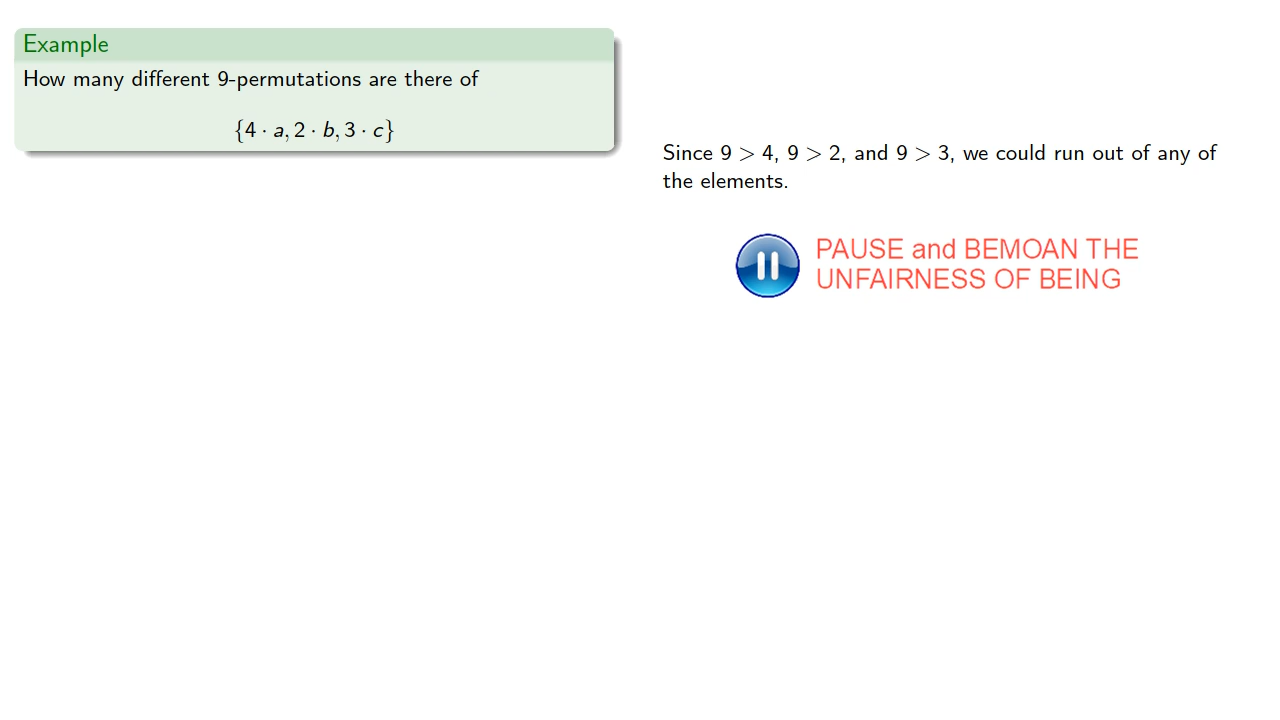 Example
How many different 9-permutations are there of
{4 · a, 2 · b, 3 · c}
Since 9 > 4, 9 > 2, and 9 > 3, we could run out of any of
the elements.
PAUSE and BEMOAN THE
UNFAIRNESS OF BEING